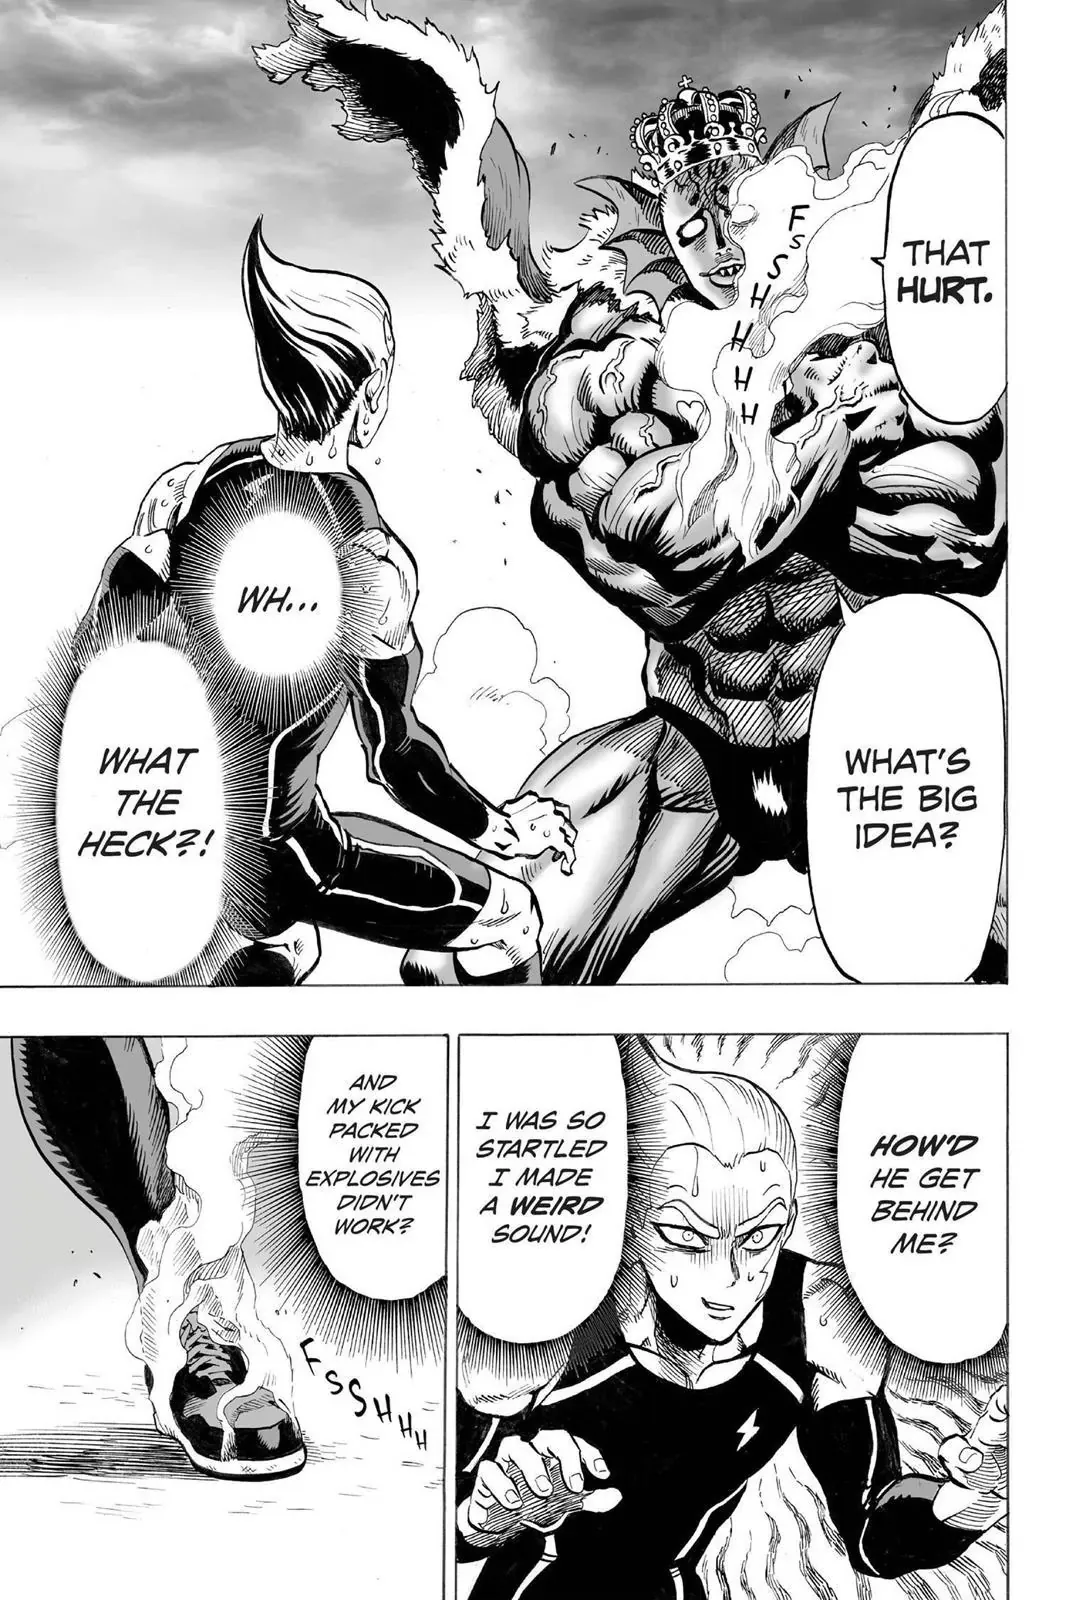 THAT
HURT.
FSSHHHH
WHAT'S
THE BIG
IDEA?
WH...
WHAT
THE
HECK?!
HOW'D
HE GET
BEHIND
ME?
I WAS SO
STARTLED
I MADE
A WEIRD
SOUND!
AND
MY KICK
PACKED
WITH
EXPLOSIVES
DIDN'T
WORK?
FSSHHH